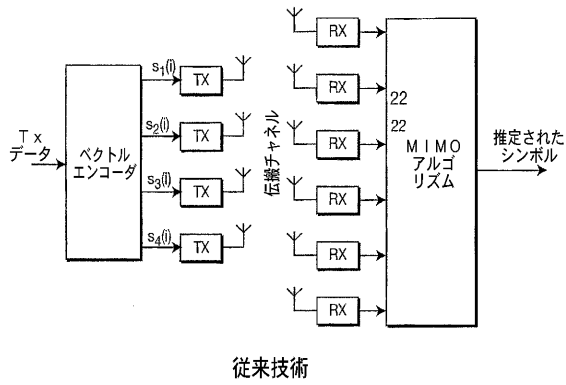 Tx
データ
ベクトル
エンコーダ
s1(i)
TX
s2(i)
TX
s3(i)
TX
s4(i)
TX
伝搬チャネル
RX
RX
RX
RX
RX
RX
22
22
MIMO
アルゴ
リズム
推定された
シンボル
従来技術